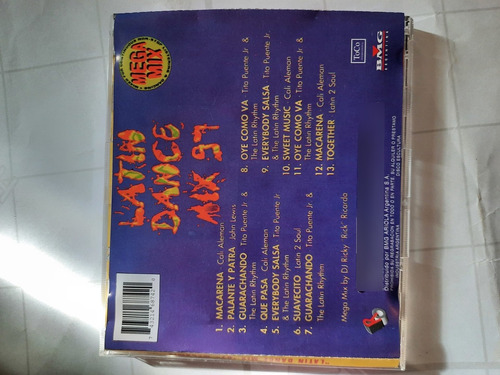 MEGA
MIX
LATIN
DANCE
MIX 97
1. MACARENA Cali Aleman
2. PALANTE Y PATRA John Lewis
3. GUARACHANDO Tito Puente Jr &
The Latin Rhythm
4. QUE PASA Cali Aleman
5. EVERYBODY SALSA Tito Puente Jr
& The Latin Rhythm
6. SUAVECITO Latin 2 Soul
7. GUARACHANDO Tito Puente Jr &
The Latin Rhythm
8. OYE COMO VA Tito Puente Jr &
The Latin Rhythm
9. EVERYBODY SALSA Tito Puente Jr
& The Latin Rhythm
10. SWEET MUSIC Cali Aleman
11. OYE COMO VA Tito Puente Jr &
The Latin Rhythm
12. MACARENA Cali Aleman
13. TOGETHER Latin 2 Soul
Mega Mix by DJ Ricky "Rick" Ricardo
ToCo
BMG
Distribuido por BMG ARIOLA Argentina S.A.